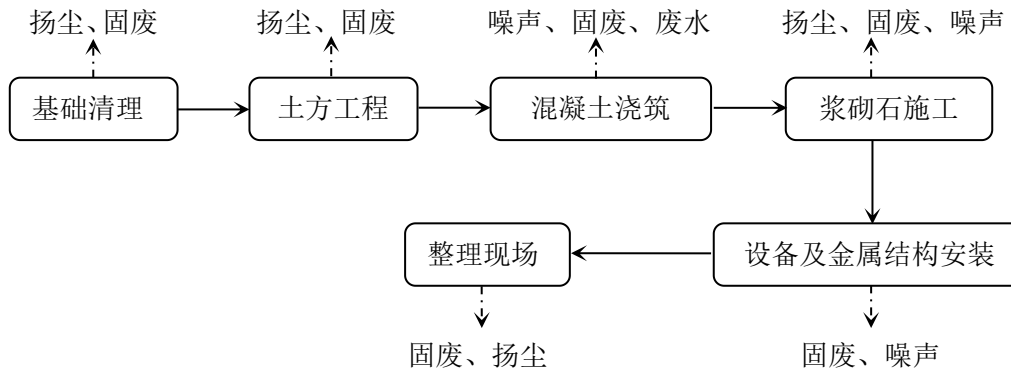 扬尘、固废
扬尘、固废
噪声、固废、废水
扬尘、固废、噪声
基础清理
土方工程
混凝土浇筑
浆砌石施工
整理现场
设备及金属结构安装
固废、扬尘
固废、噪声